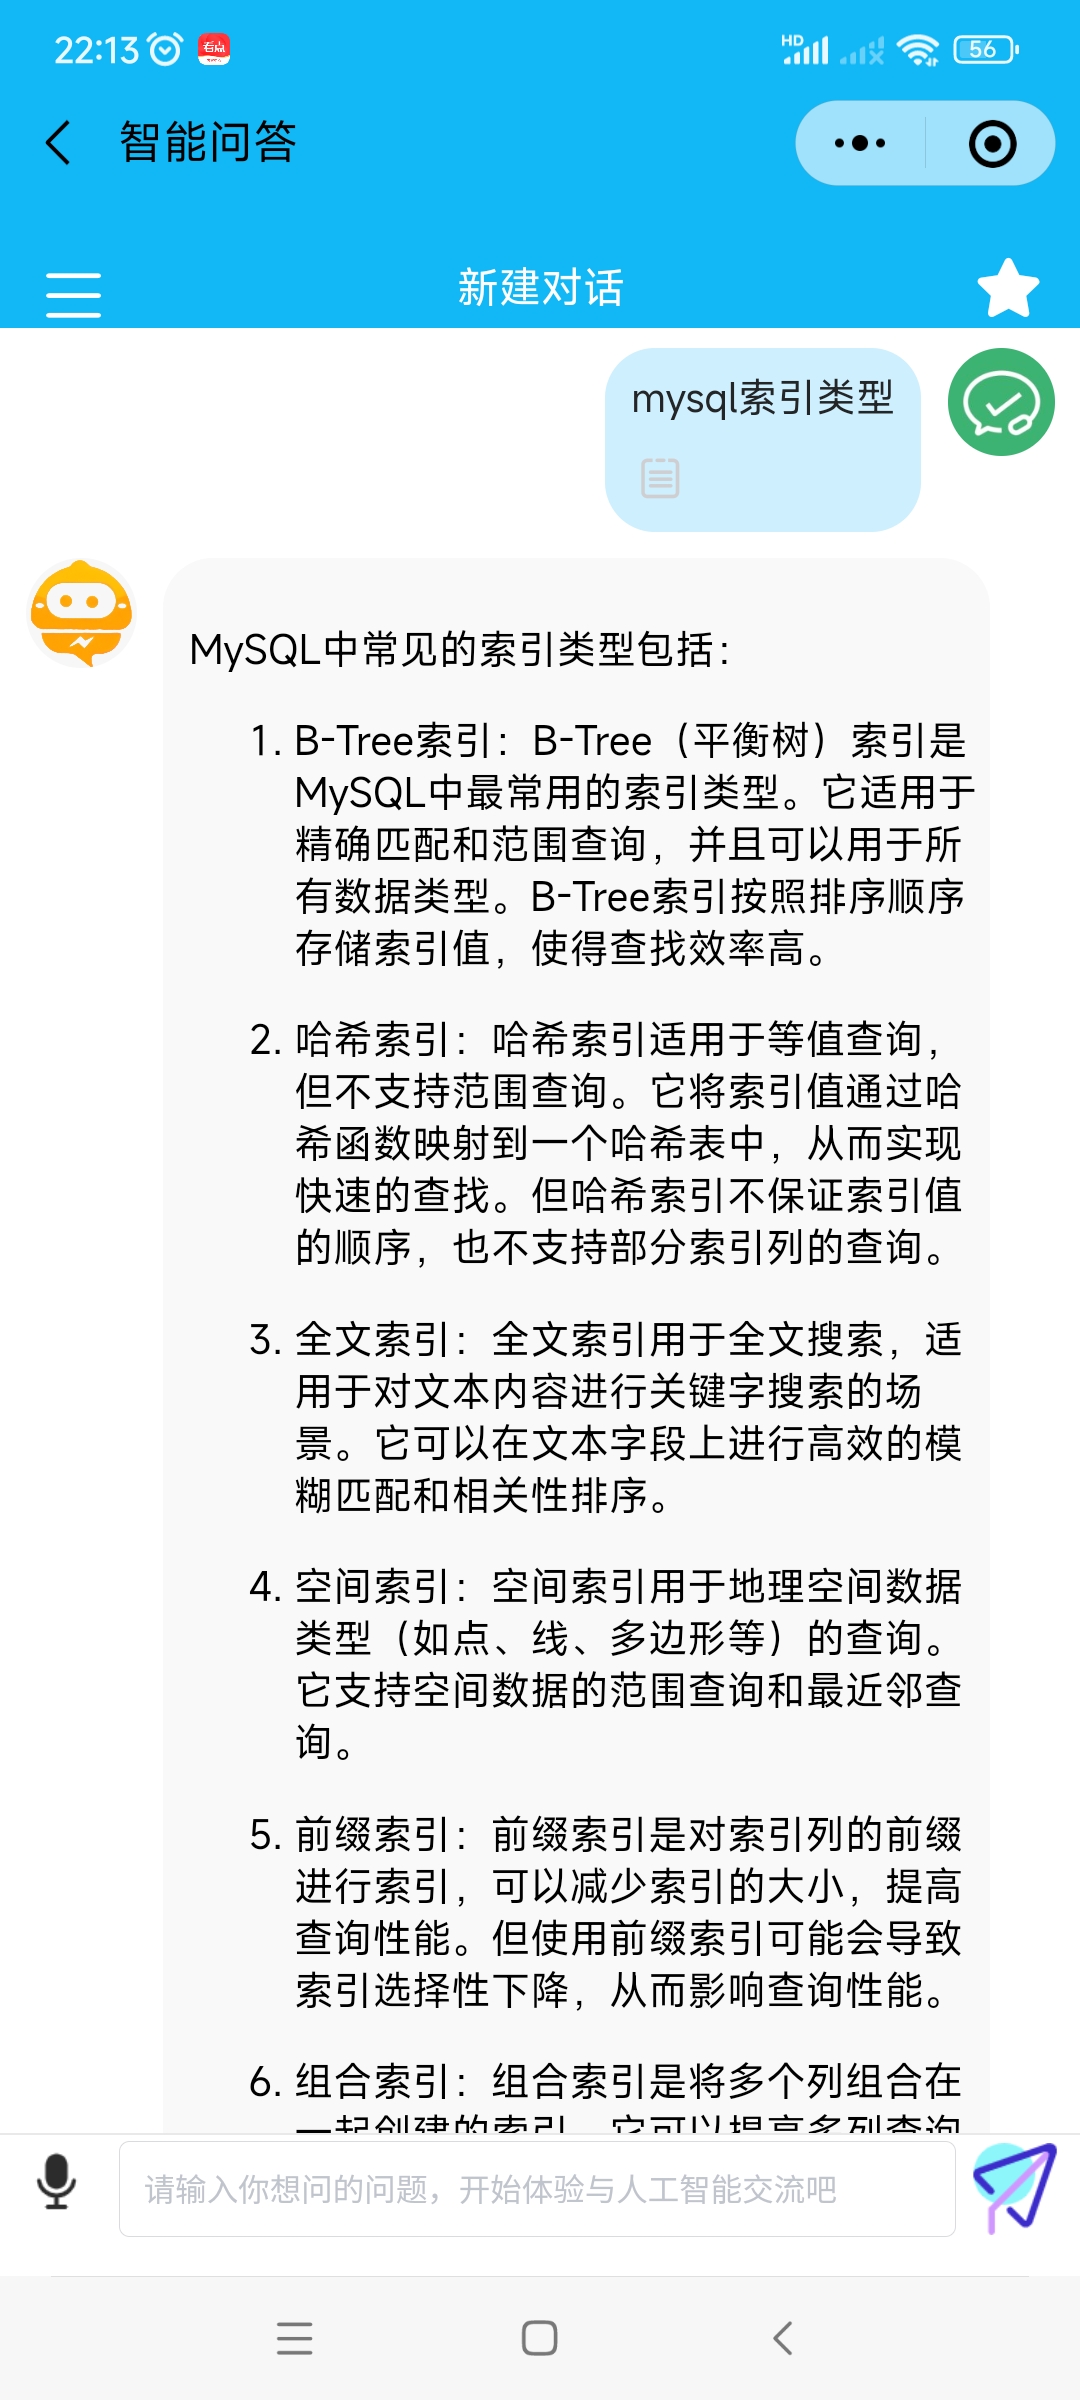 22:13
看点
HD
56
智能问答
新建对话
mysql索引类型
MySQL中常见的索引类型包括:
1. B-Tree索引：B-Tree（平衡树）索引是
MySQL中最常用的索引类型。它适用于
精确匹配和范围查询，并且可以用于所
有数据类型。B-Tree索引按照排序顺序
存储索引值，使得查找效率高。
2. 哈希索引：哈希索引适用于等值查询，
但不支持范围查询。它将索引值通过哈
希函数映射到一个哈希表中，从而实现
快速的查找。但哈希索引不保证索引值
的顺序，也不支持部分索引列的查询。
3. 全文索引：全文索引用于全文搜索，适
用于对文本内容进行关键字搜索的场
景。它可以在文本字段上进行高效的模
糊匹配和相关性排序。
4. 空间索引：空间索引用于地理空间数据
类型（如点、线、多边形等）的查询。
它支持空间数据的范围查询和最近邻查
询。
5. 前缀索引：前缀索引是对索引列的前缀
进行索引，可以减少索引的大小，提高
查询性能。但使用前缀索引可能会导致
索引选择性下降，从而影响查询性能。
6. 组合索引：组合索引是将多个列组合在
一起创建的索引。它可以提高多列查询
请输入你想问的问题，开始体验与人工智能交流吧